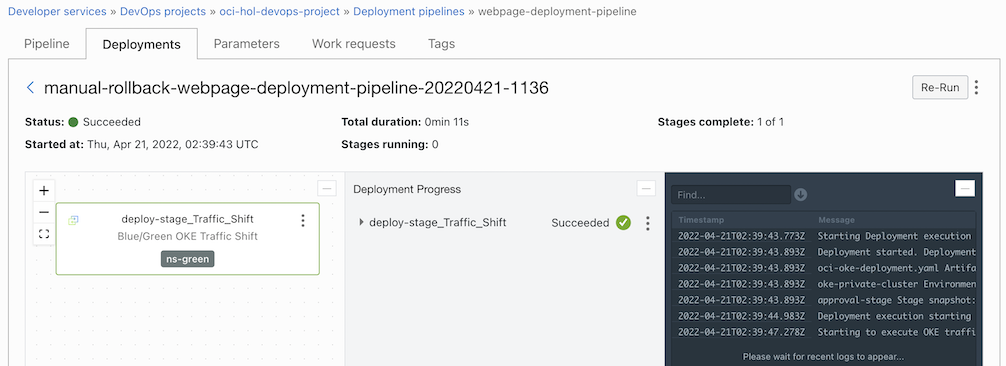 Developer services » DevOps projects » oci-hol-devops-project » Deployment pipelines » webpage-deployment-pipeline
Pipeline Deployments Parameters Work requests Tags
manual-rollback-webpage-deployment-pipeline-20220421-1136 Re-Run
Status: Succeeded Total duration: 0min 11s Stages complete: 1 of 1
Started at: Thu, Apr 21, 2022, 02:39:43 UTC Stages running: 0
deploy-stage_Traffic_Shift
Blue/Green OKE Traffic Shift
ns-green
Deployment Progress
deploy-stage_Traffic_Shift Succeeded
Find...
Timestamp Message
2022-04-21T02:39:43.773Z Starting Deployment execution
2022-04-21T02:39:43.893Z Deployment started. Deployment
2022-04-21T02:39:43.893Z oci-oke-deployment.yaml Artifa
2022-04-21T02:39:43.893Z oke-private-cluster Environmen
2022-04-21T02:39:43.893Z approval-stage Stage snapshot:
2022-04-21T02:39:44.983Z Deployment execution starting
2022-04-21T02:39:47.278Z Starting to execute OKE traffi
Please wait for recent logs to appear...